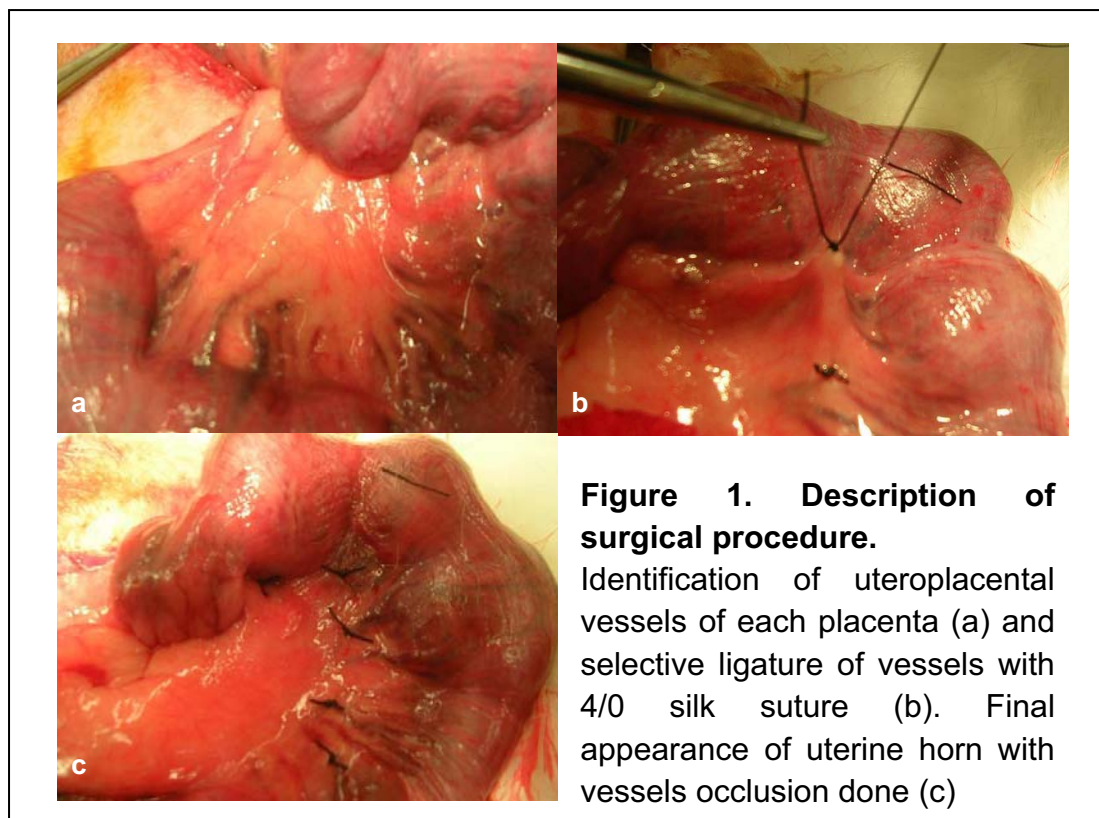 a
b
c
Figure 1. Description of
surgical procedure.
Identification of uteroplacental
vessels of each placenta (a) and
selective ligature of vessels with
4/0 silk suture (b). Final
appearance of uterine horn with
vessels occlusion done (c)